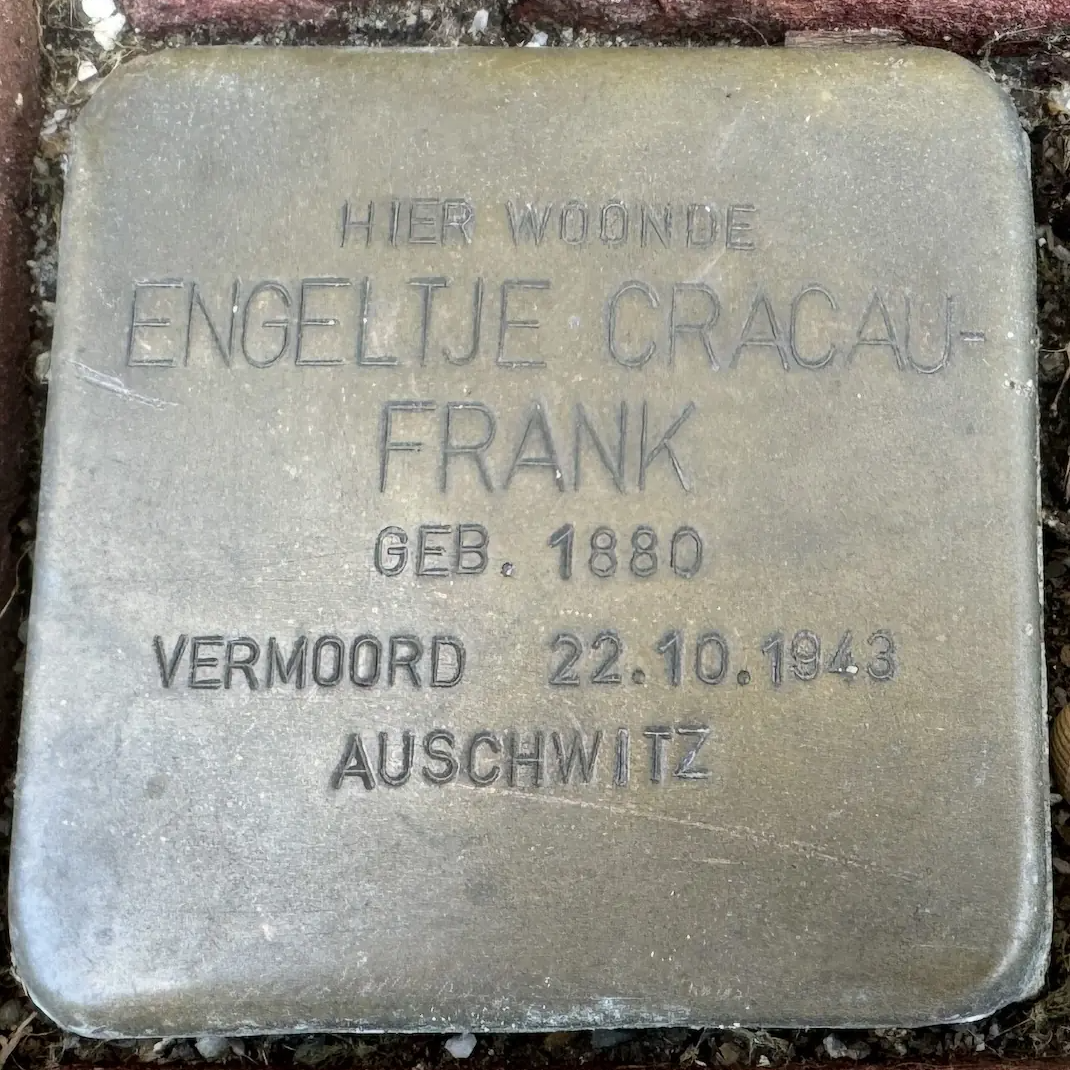 HIER WOONDE
ENGELTJE CRACAU-
FRANK
GEB. 1880
VERMOORD 22.10.1943
AUSCHWITZ